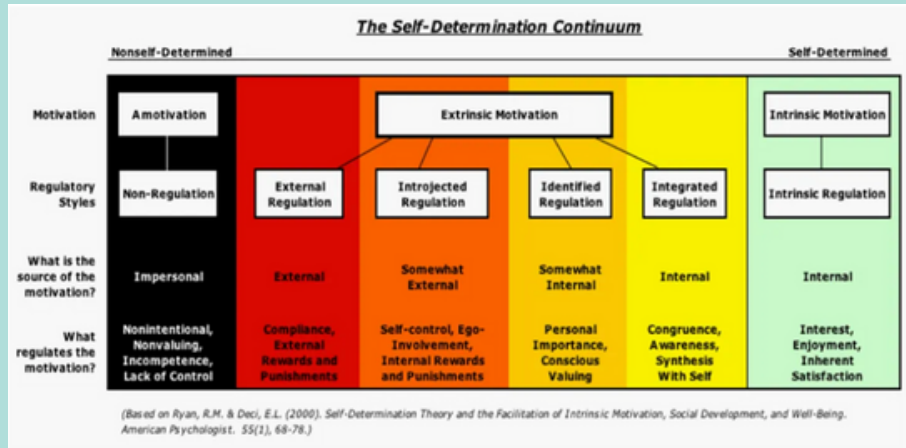 The Self-Determination Continuum
Nonself-Determined Self-Determined
Motivation
Amotivation
Extrinsic Motivation
Intrinsic Motivation
Regulatory
Styles
Non-Regulation
External
Regulation
Introjected
Regulation
Identified
Regulation
Integrated
Regulation
Intrinsic Regulation
What is the
source of the
motivation?
Impersonal
External
Somewhat
External
Somewhat
Internal
Internal
Internal
What
regulates the
motivation?
Nonintentional,
Nonvaluing,
Incompetence,
Lack of Control
Compliance,
External
Rewards and
Punishments
Self-control, Ego-
Involvement,
Internal Rewards
and Punishments
Personal
Importance,
Conscious
Valuing
Congruence,
Awareness,
Synthesis
With Self
Interest,
Enjoyment,
Inherent
Satisfaction
(Based on Ryan, R.M. & Deci, E.L. (2000). Self-Determination Theory and the Facilitation of Intrinsic Motivation, Social Development, and Well-Being.
American Psychologist. 55(1), 68-78.)